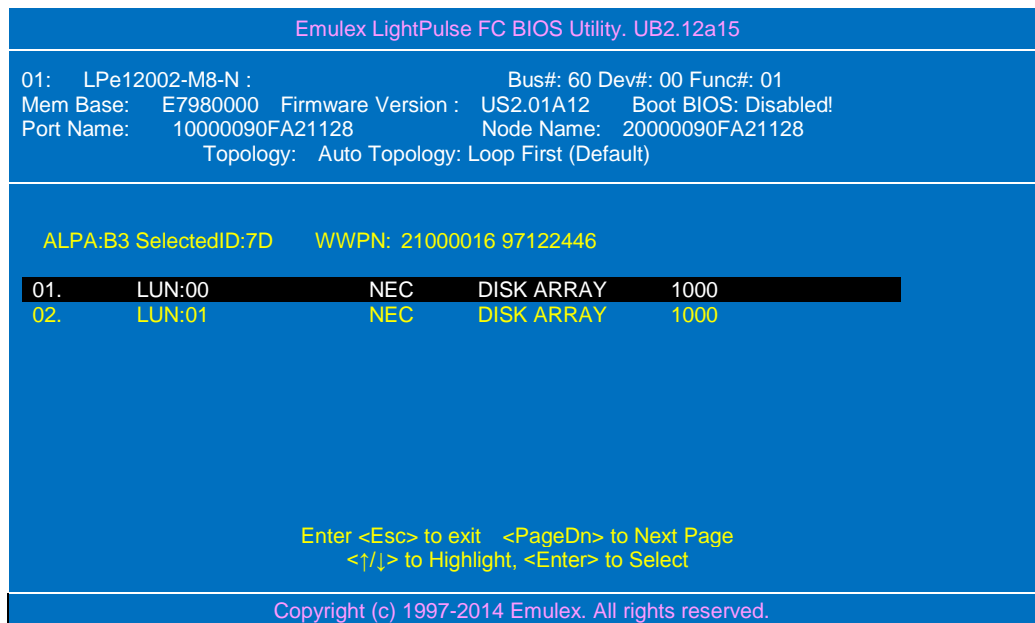 Emulex LightPulse FC BIOS Utility. UB2.12a15
01: LPe12002-M8-N : Bus#: 60 Dev#: 00 Func#: 01
Mem Base: E7980000 Firmware Version : US2.01A12 Boot BIOS: Disabled!
Port Name: 10000090FA21128 Node Name: 20000090FA21128
Topology: Auto Topology: Loop First (Default)
ALPA:B3 SelectedID:7D WWPN: 21000016 97122446
01. LUN:00 NEC DISK ARRAY 1000
02. LUN:01 NEC DISK ARRAY 1000
Enter <Esc> to exit <PageDn> to Next Page
<↑/↓> to Highlight, <Enter> to Select
Copyright (c) 1997-2014 Emulex. All rights reserved.